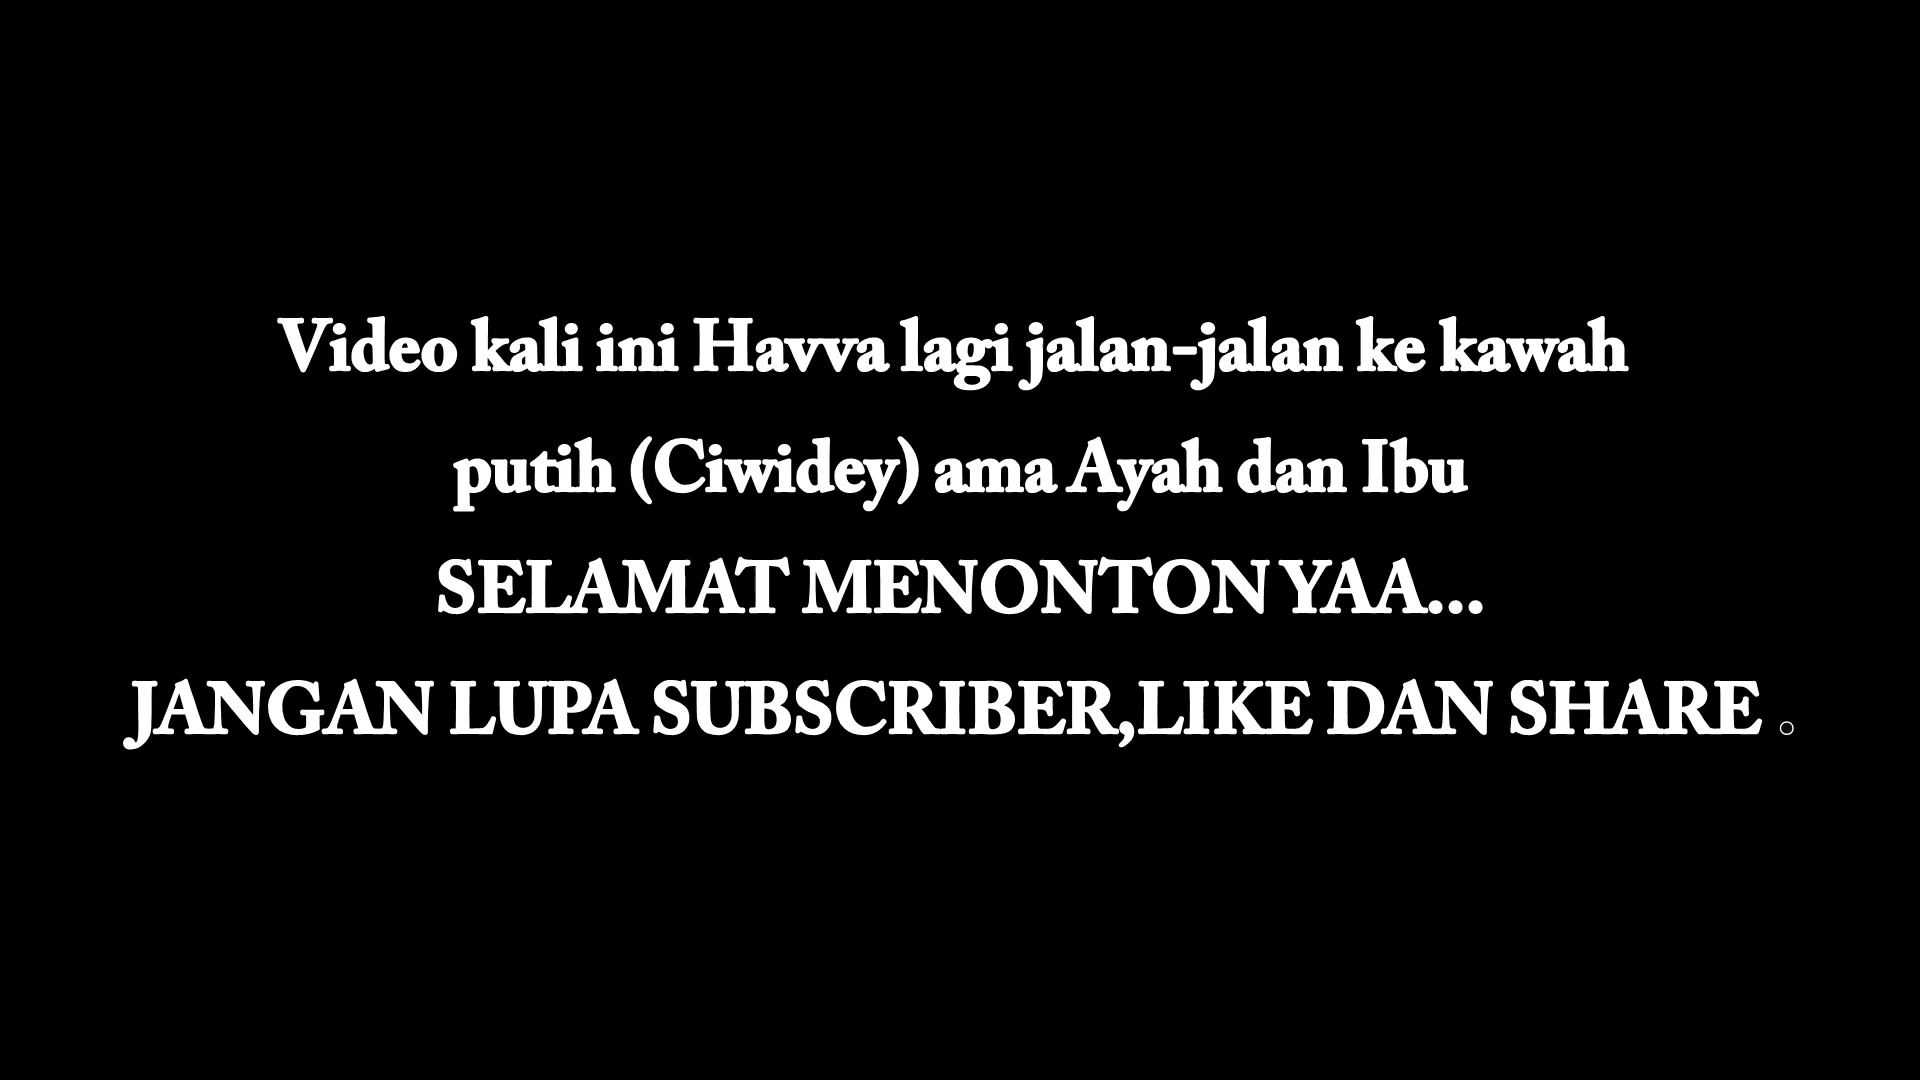 Video kali ini Havva lagi jalan-jalan ke kawah
putih (Ciwidey) ama Ayah dan Ibu
SELAMAT MENONTON YAA...
JANGAN LUPA SUBSCRIBER,LIKE DAN SHARE 。